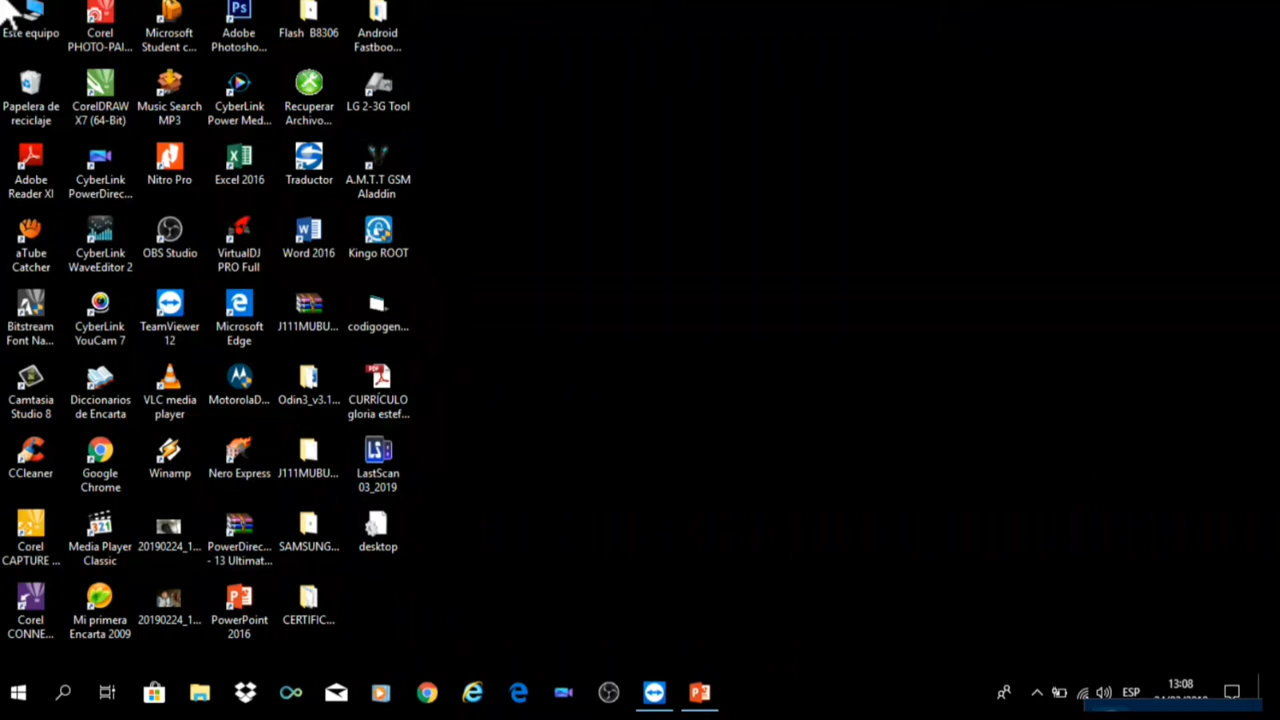 Este equipo
Corel
PHOTO-PAI...
Microsoft
Student c...
Ps
Adobe
Photosho...
Flash B8306
Android
Fastboo...
Papelera de
reciclaje
CorelDRAW
X7 (64-Bit)
Music Search
MP3
CyberLink
Power Med...
Recuperar
Archivo...
LG 2-3G Tool
Adobe
Reader XI
CyberLink
PowerDirec...
Nitro Pro
Excel 2016
Traductor
A.M.T.T GSM
Aladdin
aTube
Catcher
CyberLink
WaveEditor 2
OBS Studio
VirtualDJ
PRO Full
Word 2016
Kingo ROOT
Bitstream
Font Na...
CyberLink
YouCam 7
TeamViewer
12
Microsoft
Edge
J111MUBU...
codigogen...
Camtasia
Studio 8
Diccionarios
de Encarta
VLC media
player
MotorolaD...
Odin3_v3.1...
PDF
CURRÍCULO
gloria estef...
CCleaner
Google
Chrome
Winamp
Nero Express
J111MUBU...
LS
LastScan
03_2019
Corel
CAPTURE ...
321
Media Player
Classic
20190224_1...
PowerDirec...
- 13 Ultimat...
SAMSUNG...
desktop
Corel
CONNE...
Mi primera
Encarta 2009
20190224_1...
PowerPoint
2016
CERTIFIC...
ESP
13:08